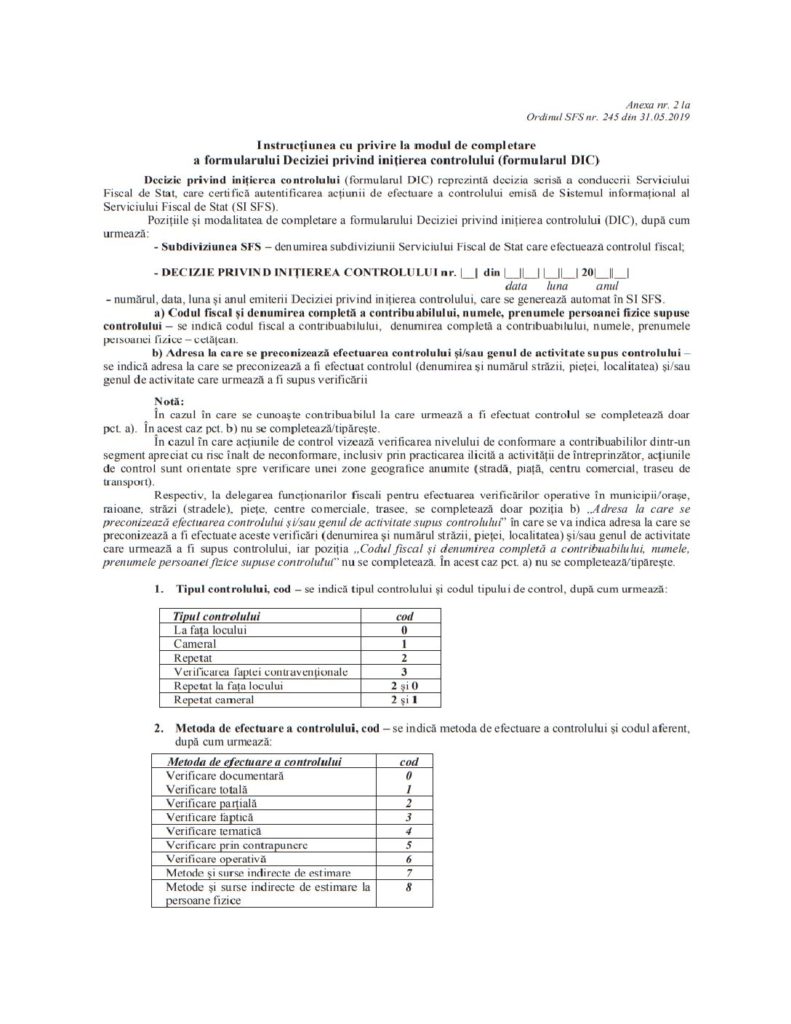 Anexa nr. 2 la
Ordinul SFS nr. 245 din 31.05.2019
Instrucțiunea cu privire la modul de completare
a formularului Deciziei privind inițierea controlului (formularul DIC)
Decizie privind inițierea controlului (formularul DIC) reprezintă decizia scrisă a conducerii Serviciului
Fiscal de Stat, care certifică autentificarea acțiunii de efectuare a controlului emisă de Sistemul informațional al
Serviciului Fiscal de Stat (SI SFS).
Pozițiile și modalitatea de completare a formularului Deciziei privind inițierea controlului (DIC), după cum
urmează:
- Subdiviziunea SFS – denumirea subdiviziunii Serviciului Fiscal de Stat care efectuează controlul fiscal;
- DECIZIE PRIVIND INIȚIEREA CONTROLULUI nr. |__| din |__||__| |__||__| 20|__||__|
data luna anul
- numărul, data, luna și anul emiterii Deciziei privind inițierea controlului, care se generează automat în SI SFS.
a) Codul fiscal și denumirea completă a contribuabilului, numele, prenumele persoanei fizice supuse
controlului – se indică codul fiscal a contribuabilului, denumirea completă a contribuabilului, numele, prenumele
persoanei fizice – cetățean.
b) Adresa la care se preconizează efectuarea controlului și/sau genul de activitate supus controlului –
se indică adresa la care se preconizează a fi efectuat controlul (denumirea și numărul străzii, pieței, localitatea) și/sau
genul de activitate care urmează a fi supus verificării
Notă:
În cazul în care se cunoaște contribuabilul la care urmează a fi efectuat controlul se completează doar
pct. a). În acest caz pct. b) nu se completează/tipărește.
În cazul în care acțiunile de control vizează verificarea nivelului de conformare a contribuabililor dintr-un
segment apreciat cu risc înalt de neconformare, inclusiv prin practicarea ilicită a activității de întreprinzător, acțiunile
de control sunt orientate spre verificare unei zone geografice anumite (stradă, piață, centru comercial, traseu de
transport).
Respectiv, la delegarea funcționarilor fiscali pentru efectuarea verificărilor operative în municipii/orașe,
raioane, străzi (stradele), piețe, centre comerciale, trasee, se completează doar poziția b) „Adresa la care se
preconizează efectuarea controlului și/sau genul de activitate supus controlului” în care se va indica adresa la care se
preconizează a fi efectuate aceste verificări (denumirea și numărul străzii, pieței, localitatea) și/sau genul de activitate
care urmează a fi supus controlului, iar poziția „Codul fiscal și denumirea completă a contribuabilului, numele,
prenumele persoanei fizice supuse controlului” nu se completează. În acest caz pct. a) nu se completează/tipărește.
1. Tipul controlului, cod – se indică tipul controlului și codul tipului de control, după cum urmează:
Tipul controlului cod
La fața locului 0
Cameral 1
Repetat 2
Verificarea faptei contravenționale 3
Repetat la fața locului 2 și 0
Repetat cameral 2 și 1
2. Metoda de efectuare a controlului, cod – se indică metoda de efectuare a controlului și codul aferent,
după cum urmează:
Metoda de efectuare a controlului cod
Verificare documentară 0
Verificare totală 1
Verificare parțială 2
Verificare faptică 3
Verificare tematică 4
Verificare prin contrapunere 5
Verificare operativă 6
Metode și surse indirecte de estimare 7
Metode și surse indirecte de estimare la 8
persoane fizice